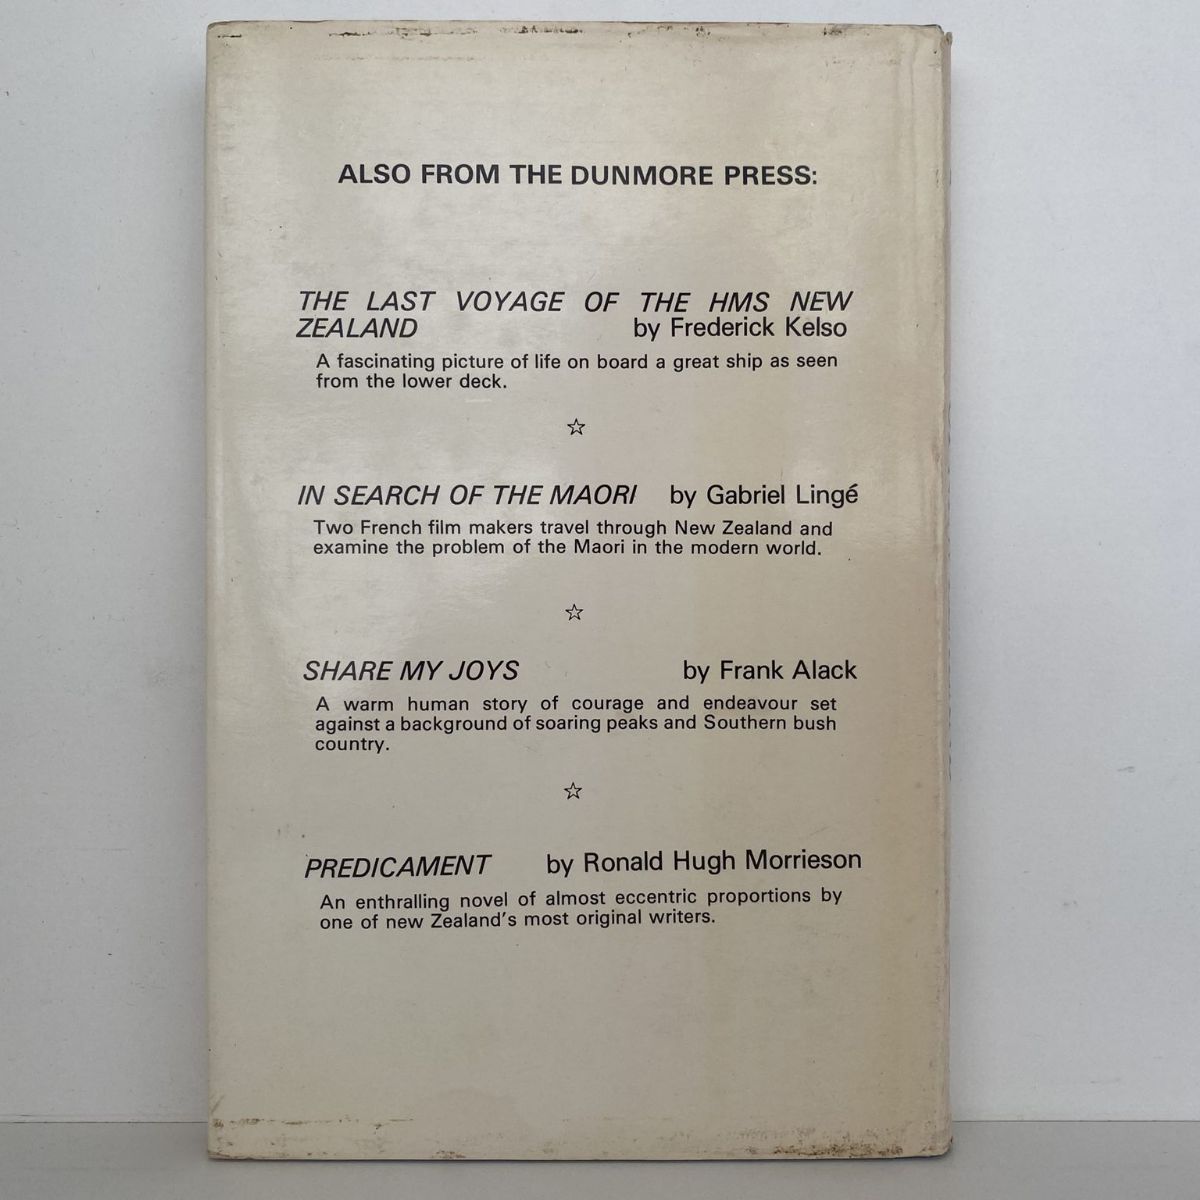 ALSO FROM THE DUNMORE PRESS:
THE LAST VOYAGE OF THE HMS NEW
ZEALAND by Frederick Kelso
A fascinating picture of life on board a great ship as seen
from the lower deck.
☆
IN SEARCH OF THE MAORI by Gabriel Lingé
Two French film makers travel through New Zealand and
examine the problem of the Maori in the modern world.
☆
SHARE MY JOYS by Frank Alack
A warm human story of courage and endeavour set
against a background of soaring peaks and Southern bush
country.
☆
PREDICAMENT by Ronald Hugh Morrieson
An enthralling novel of almost eccentric proportions by
one of new Zealand's most original writers.